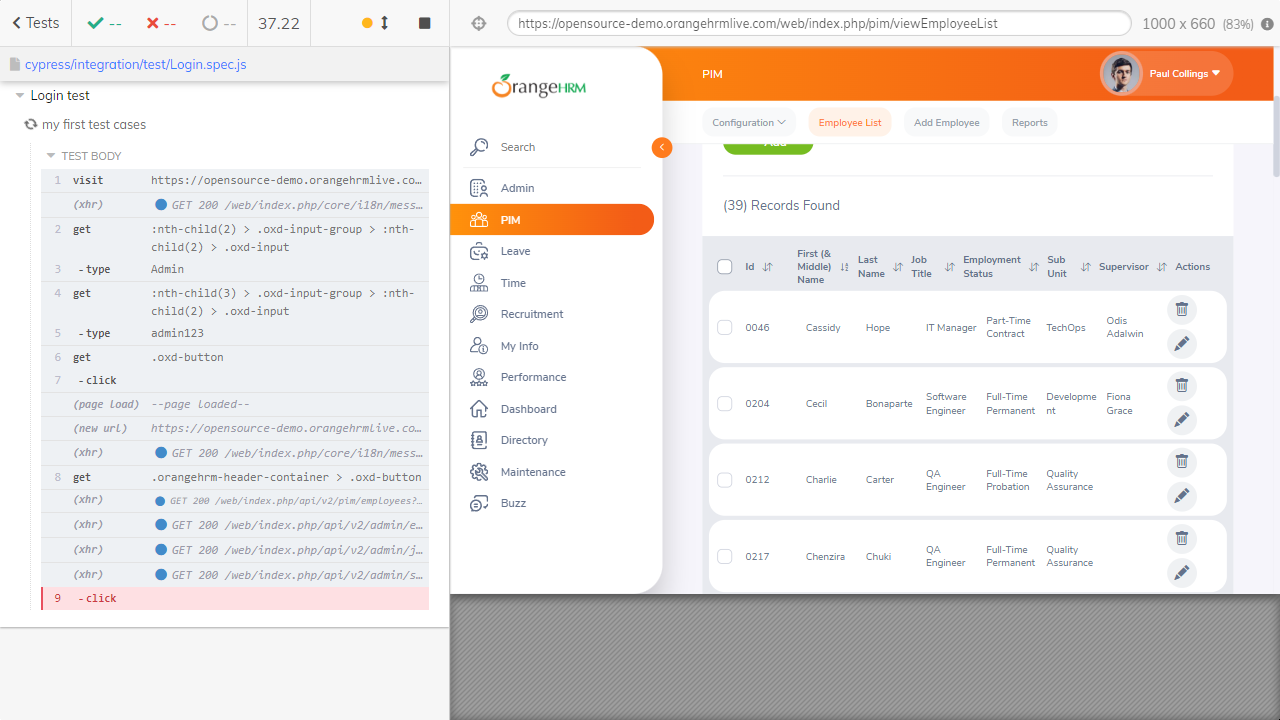 Tests
--
--
--
37.22
cypress/integration/test/Login.spec.js
Login test
my first test cases
TEST BODY
1 visit https://opensource-demo.orangehrmlive.co…
(xhr) GET 200 /web/index.php/core/i18n/mess…
2 get :nth-child(2) > .oxd-input-group > :nth-
child(2) > .oxd-input
3 -type Admin
4 get :nth-child(3) > .oxd-input-group > :nth-
child(2) > .oxd-input
5 -type admin123
6 get .oxd-button
7 -click
(page load) --page loaded--
(new url) https://opensource-demo.orangehrmlive.co…
(xhr) GET 200 /web/index.php/core/i18n/mess…
8 get .orangehrm-header-container > .oxd-button
(xhr) GET 200 /web/index.php/api/v2/pim/employees?…
(xhr) GET 200 /web/index.php/api/v2/admin/e…
(xhr) GET 200 /web/index.php/api/v2/admin/j…
(xhr) GET 200 /web/index.php/api/v2/admin/s…
9 -click
https://opensource-demo.orangehrmlive.com/web/index.php/pim/viewEmployeeList
1000 x 660 (83%)
OrangeHRM
Search
Admin
PIM
Leave
Time
Recruitment
My Info
Performance
Dashboard
Directory
Maintenance
Buzz
PIM
Paul Collings
Configuration
Employee List
Add Employee
Reports
(39) Records Found
Id
First (&
Middle)
Name
Last
Name
Job
Title
Employment
Status
Sub
Unit
Supervisor
Actions
0046
Cassidy
Hope
IT Manager
Part-Time
Contract
TechOps
Odis
Adalwin
0204
Cecil
Bonaparte
Software
Engineer
Full-Time
Permanent
Developme
nt
Fiona
Grace
0212
Charlie
Carter
QA
Engineer
Full-Time
Probation
Quality
Assurance
0217
Chenzira
Chuki
QA
Engineer
Full-Time
Permanent
Quality
Assurance